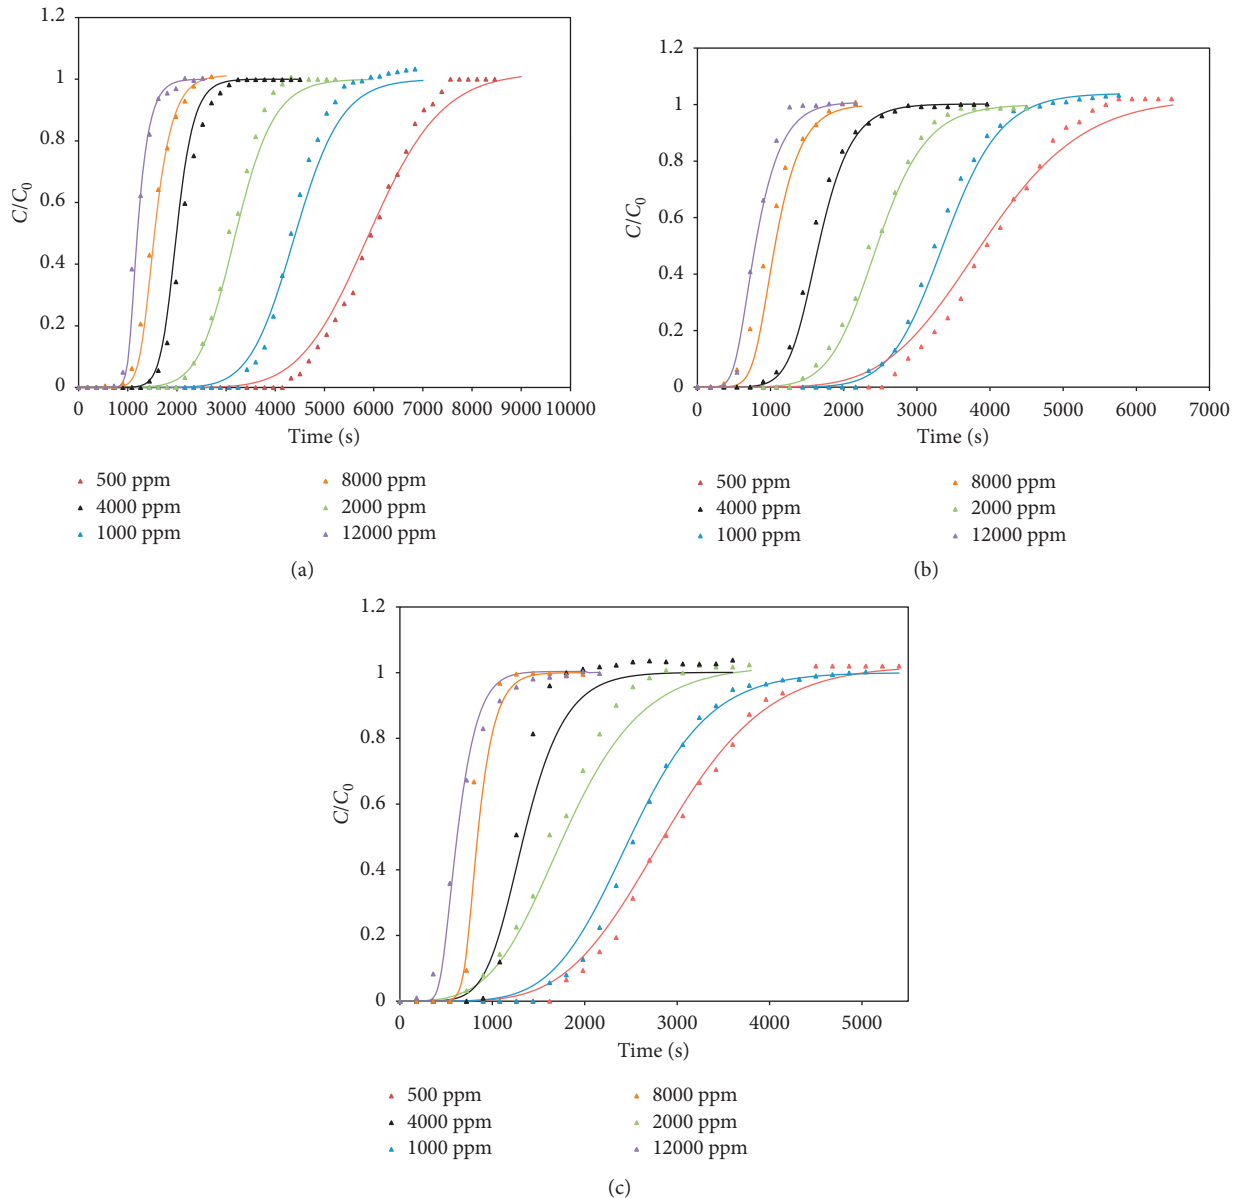 1.2
1
0.8
0.6
0.4
0.2
0
C/C0
0 1000 2000 3000 4000 5000 6000 7000 8000 9000 10000
Time (s)
500 ppm 8000 ppm
4000 ppm 2000 ppm
1000 ppm 12000 ppm
(a)
1.2
1
0.8
0.6
0.4
0.2
0
C/C0
0 1000 2000 3000 4000 5000 6000 7000
Time (s)
500 ppm 8000 ppm
4000 ppm 2000 ppm
1000 ppm 12000 ppm
(b)
1.2
1
0.8
0.6
0.4
0.2
0
C/C0
0 1000 2000 3000 4000 5000
Time (s)
500 ppm 8000 ppm
4000 ppm 2000 ppm
1000 ppm 12000 ppm
(c)